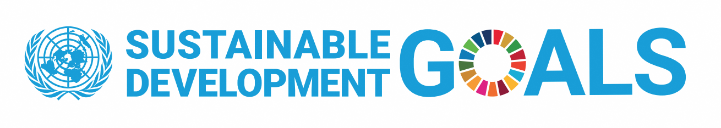 SUSTAINABLE
DEVELOPMENT
GOALS